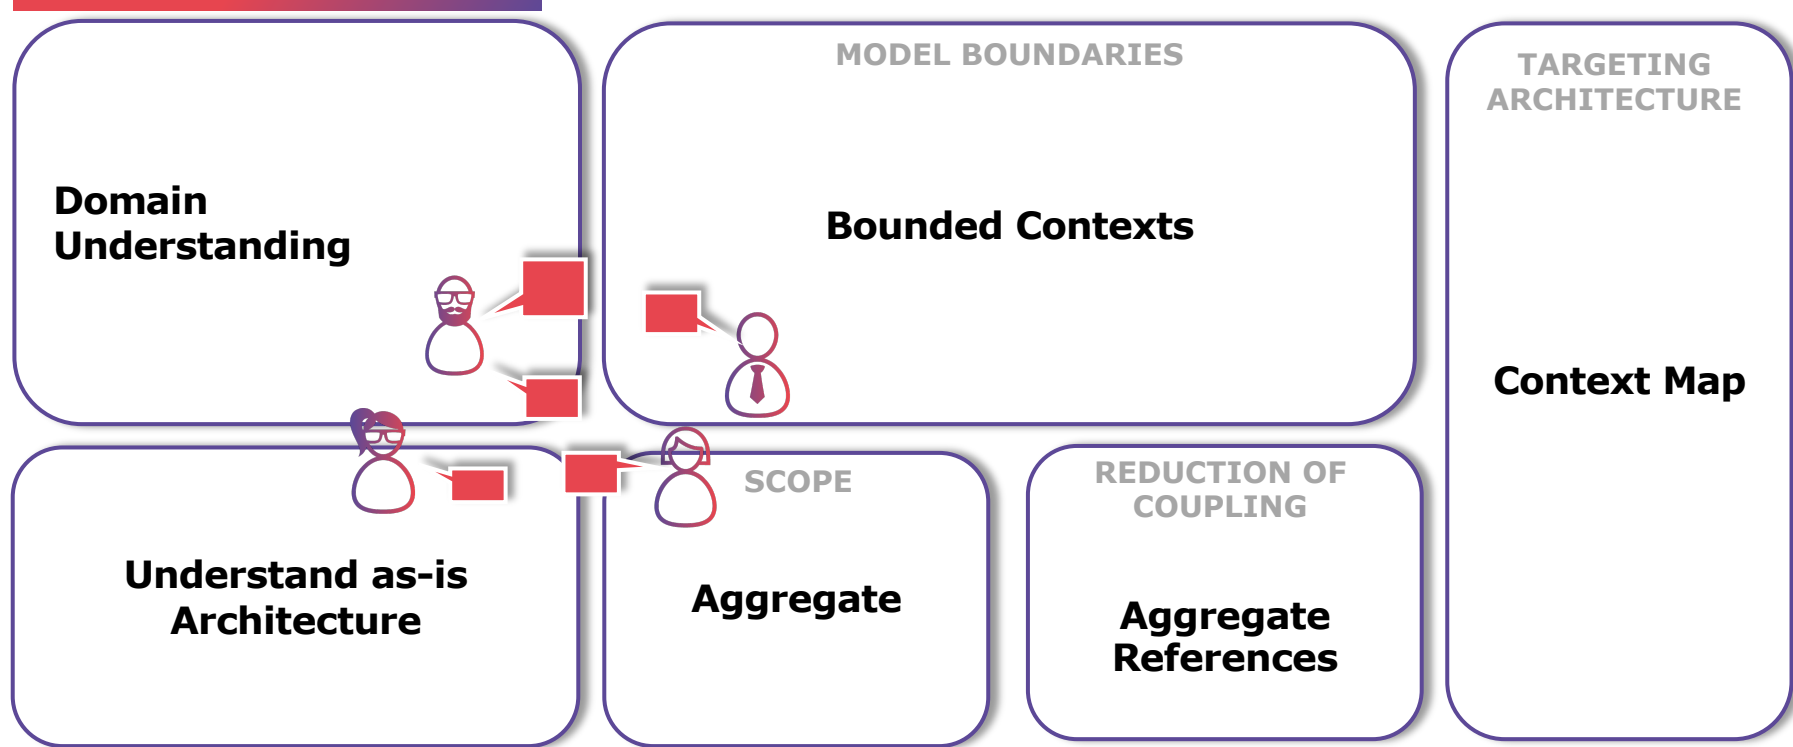 Domain
Understanding
MODEL BOUNDARIES
Bounded Contexts
TARGETING
ARCHITECTURE
Context Map
Understand as-is
Architecture
SCOPE
Aggregate
REDUCTION OF
COUPLING
Aggregate
References